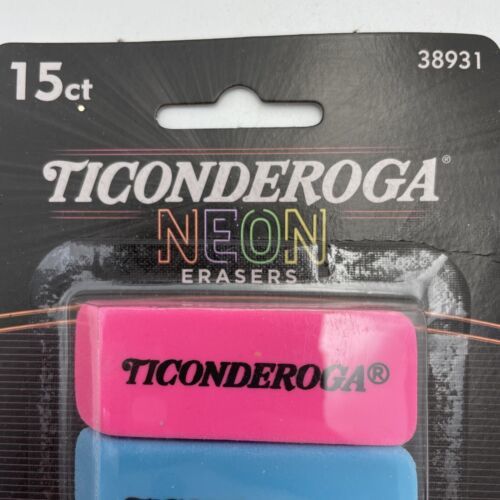 15ct
38931
TICONDEROGA®
NEON
ERASERS
TICONDEROGA®